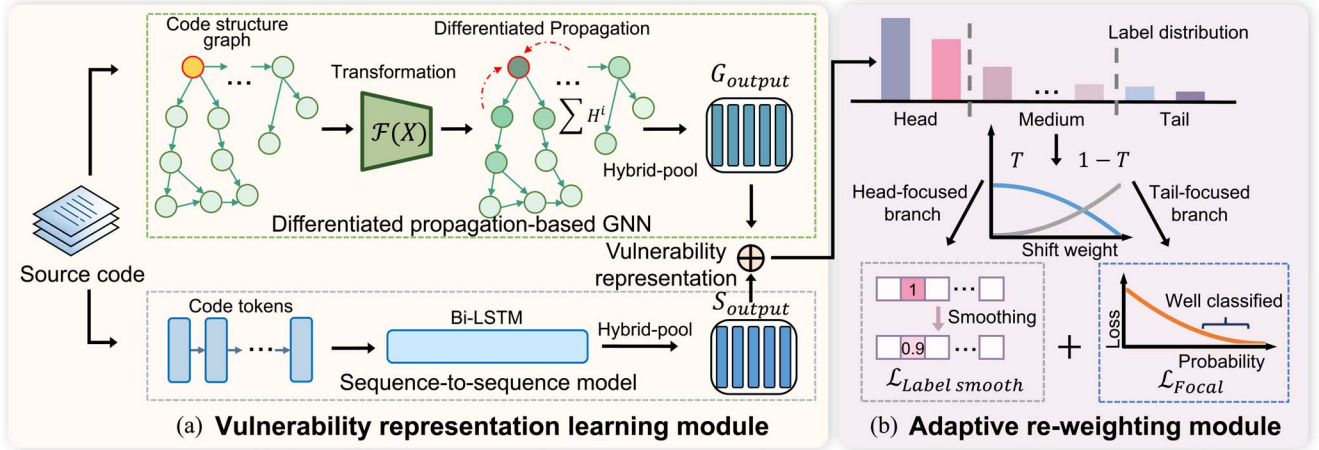 Code structure
graph
...
Transformation
F(X)
Differentiated Propagation
...
∑ H^i
Hybrid-pool
G_output
Differentiated propagation-based GNN
Source code
Vulnerability
representation
⊕
Code tokens
...
Bi-LSTM
Hybrid-pool
S_output
Sequence-to-sequence model
(a) Vulnerability representation learning module
Label distribution
...
Head
Medium
Tail
T
1 − T
Head-focused
branch
Tail-focused
branch
Shift weight
1
...
Smoothing
0.9
...
ℒ_Label smooth
+
Loss
Well classified
Probability
ℒ_Focal
(b) Adaptive re-weighting module